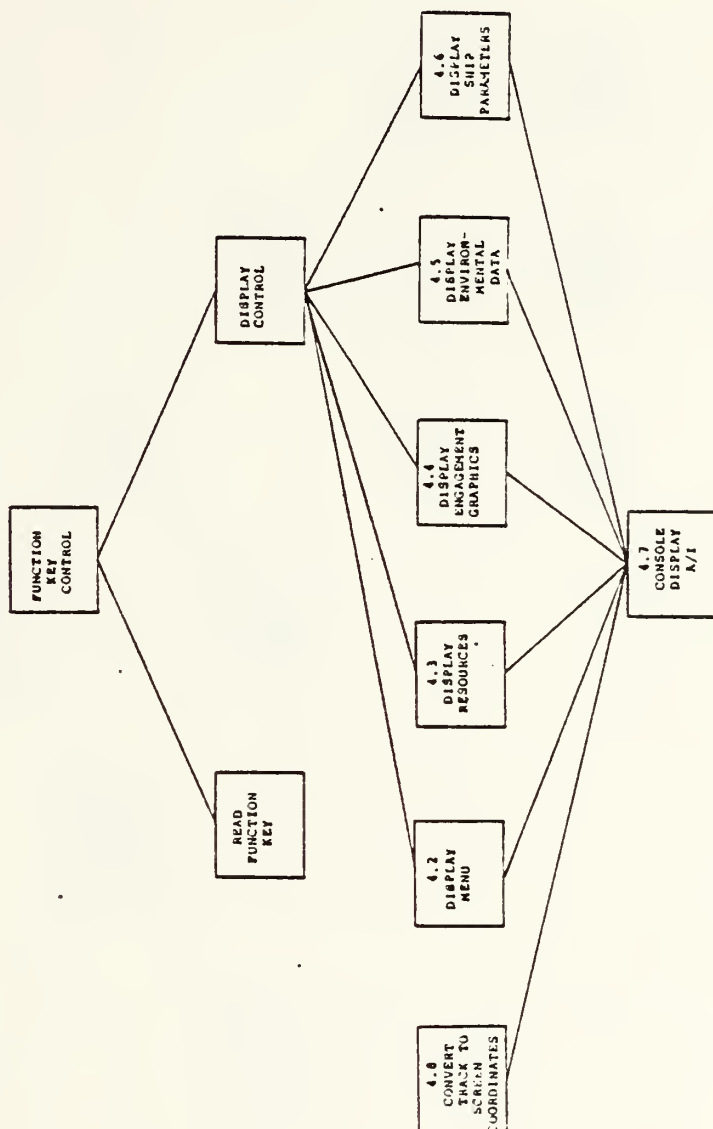 FUNCTION
KEY
CONTROL
READ
FUNCTION
KEY
DISPLAY
CONTROL
4.8
CONVERT
TRACK TO
SCREEN
COORDINATES
4.2
DISPLAY
MENU
4.3
DISPLAY
RESOURCES
4.4
DISPLAY
ENGAGEMENT
GRAPHICS
4.5
DISPLAY
ENVIRON-
MENTAL
DATA
4.6
DISPLAY
SHIP
PARAMETERS
4.7
CONSOLE
DISPLAY
A/I